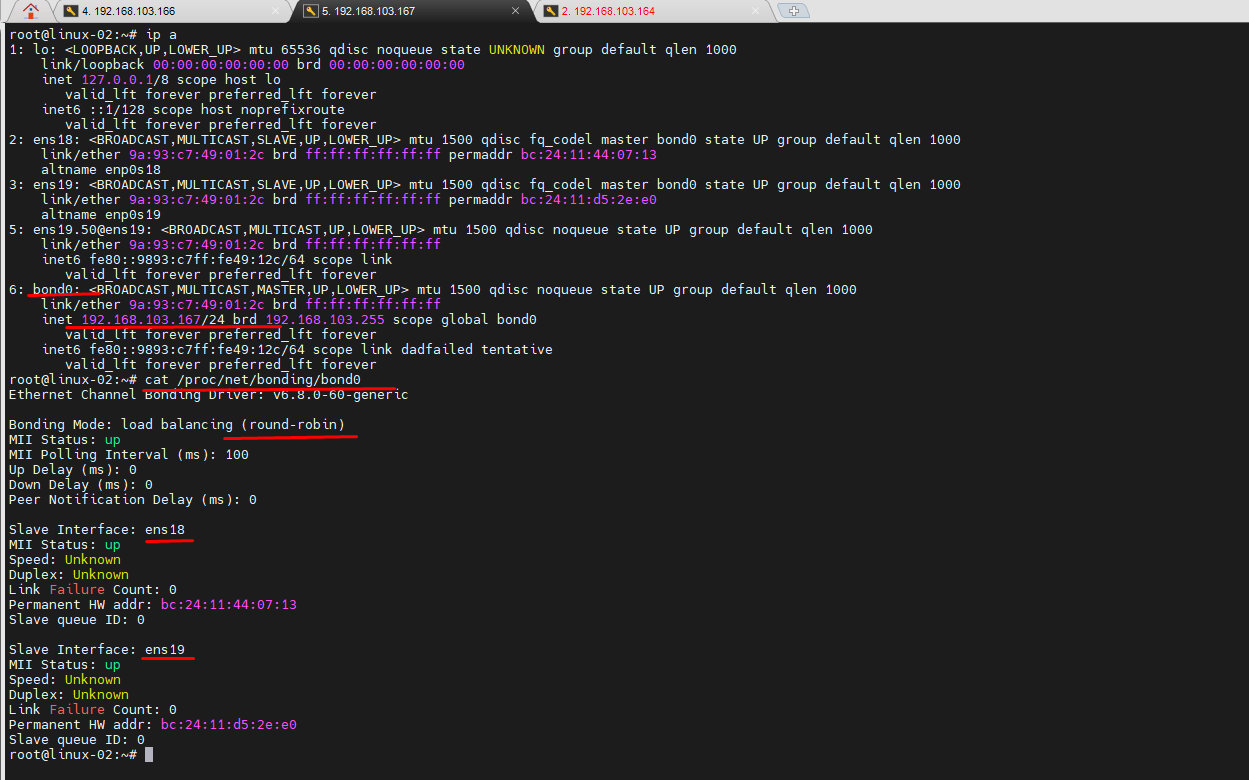 4. 192.168.103.166
5. 192.168.103.167
2. 192.168.103.164
root@linux-02:~# ip a
1: lo: <LOOPBACK,UP,LOWER_UP> mtu 65536 qdisc noqueue state UNKNOWN group default qlen 1000
    link/loopback 00:00:00:00:00:00 brd 00:00:00:00:00:00
    inet 127.0.0.1/8 scope host lo
       valid_lft forever preferred_lft forever
    inet6 ::1/128 scope host noprefixroute
       valid_lft forever preferred_lft forever
2: ens18: <BROADCAST,MULTICAST,SLAVE,UP,LOWER_UP> mtu 1500 qdisc fq_codel master bond0 state UP group default qlen 1000
    link/ether 9a:93:c7:49:01:2c brd ff:ff:ff:ff:ff:ff permaddr bc:24:11:44:07:13
    altname enp0s18
3: ens19: <BROADCAST,MULTICAST,SLAVE,UP,LOWER_UP> mtu 1500 qdisc fq_codel master bond0 state UP group default qlen 1000
    link/ether 9a:93:c7:49:01:2c brd ff:ff:ff:ff:ff:ff permaddr bc:24:11:d5:2e:e0
    altname enp0s19
5: ens19.50@ens19: <BROADCAST,MULTICAST,UP,LOWER_UP> mtu 1500 qdisc noqueue state UP group default qlen 1000
    link/ether 9a:93:c7:49:01:2c brd ff:ff:ff:ff:ff:ff
    inet6 fe80::9893:c7ff:fe49:12c/64 scope link
       valid_lft forever preferred_lft forever
6: bond0: <BROADCAST,MULTICAST,MASTER,UP,LOWER_UP> mtu 1500 qdisc noqueue state UP group default qlen 1000
    link/ether 9a:93:c7:49:01:2c brd ff:ff:ff:ff:ff:ff
    inet 192.168.103.167/24 brd 192.168.103.255 scope global bond0
       valid_lft forever preferred_lft forever
    inet6 fe80::9893:c7ff:fe49:12c/64 scope link dadfailed tentative
       valid_lft forever preferred_lft forever
root@linux-02:~# cat /proc/net/bonding/bond0
Ethernet Channel Bonding Driver: v6.8.0-60-generic
Bonding Mode: load balancing (round-robin)
MII Status: up
MII Polling Interval (ms): 100
Up Delay (ms): 0
Down Delay (ms): 0
Peer Notification Delay (ms): 0
Slave Interface: ens18
MII Status: up
Speed: Unknown
Duplex: Unknown
Link Failure Count: 0
Permanent HW addr: bc:24:11:44:07:13
Slave queue ID: 0
Slave Interface: ens19
MII Status: up
Speed: Unknown
Duplex: Unknown
Link Failure Count: 0
Permanent HW addr: bc:24:11:d5:2e:e0
Slave queue ID: 0
root@linux-02:~#